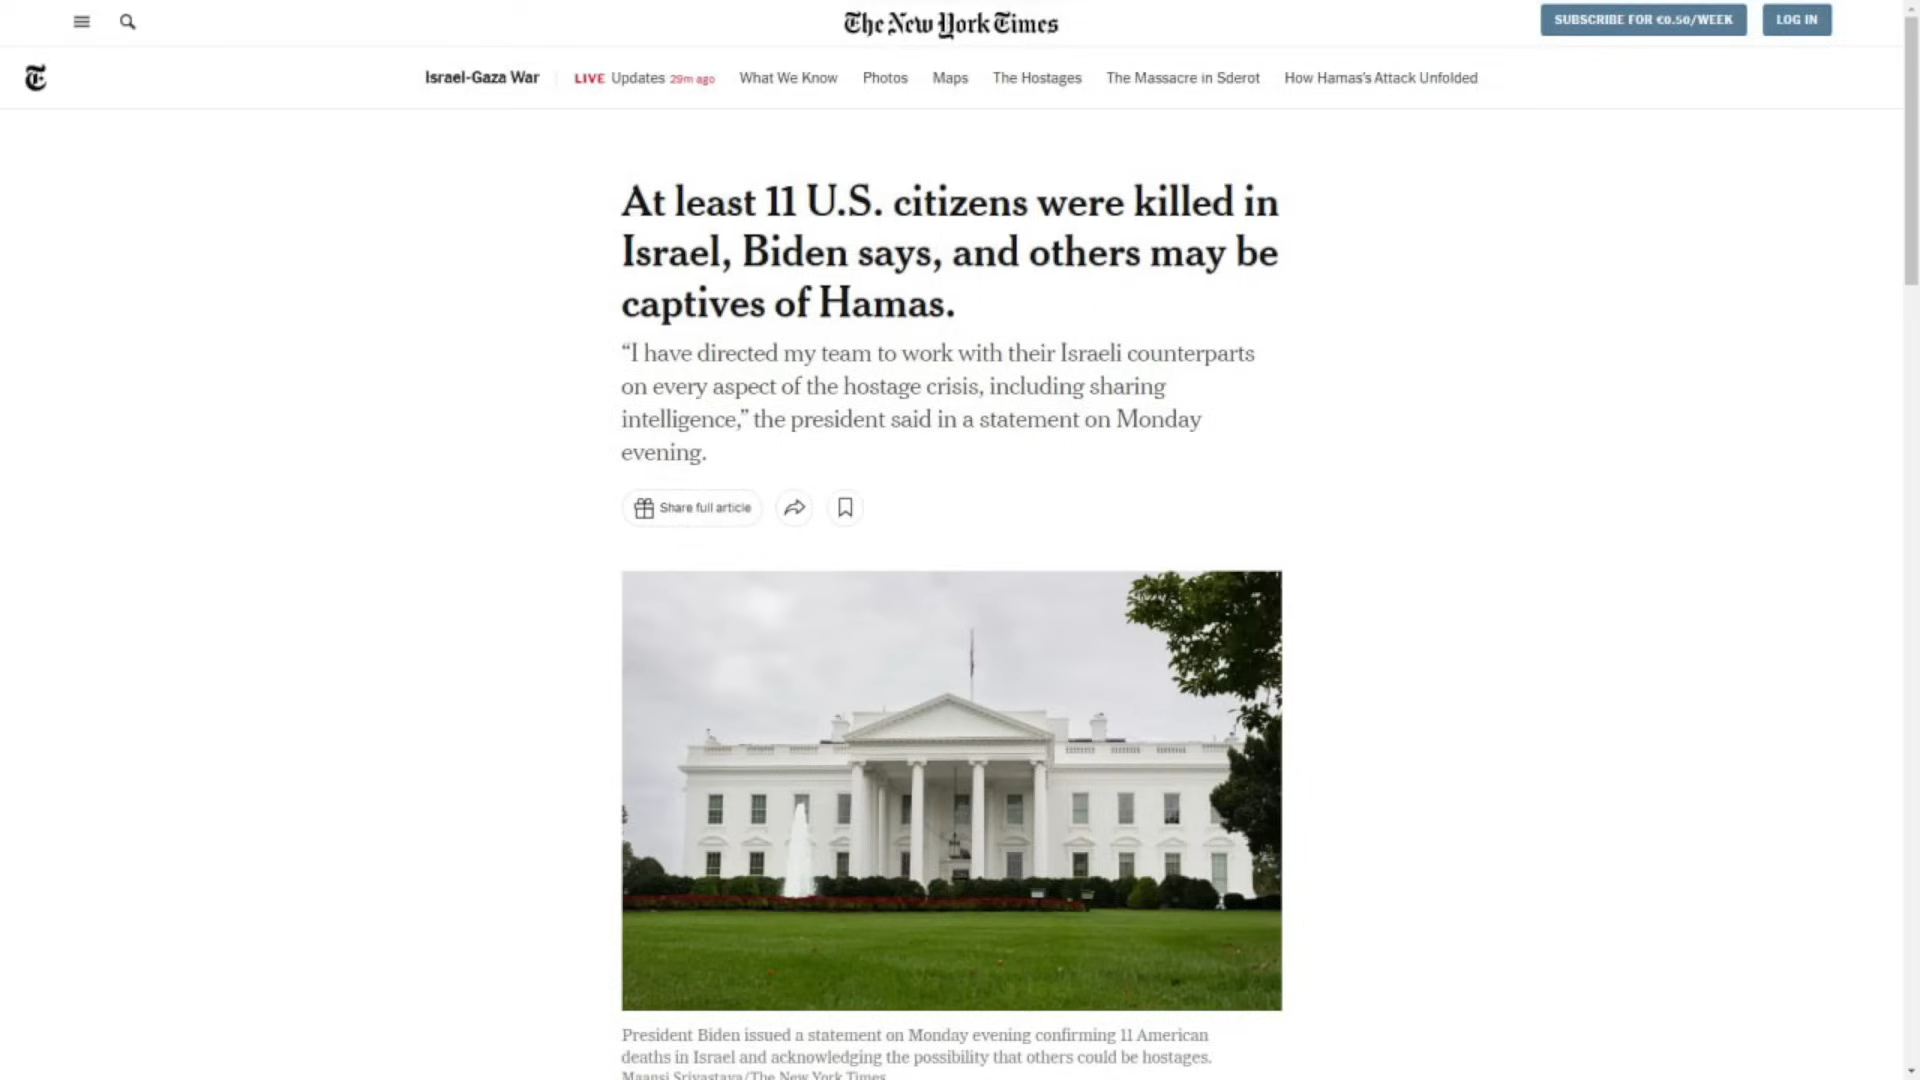 The New York Times
SUBSCRIBE FOR €0.50/WEEK
LOG IN
T
Israel-Gaza War
LIVE Updates 29m ago
What We Know
Photos
Maps
The Hostages
The Massacre in Sderot
How Hamas's Attack Unfolded
At least 11 U.S. citizens were killed in
Israel, Biden says, and others may be
captives of Hamas.
“I have directed my team to work with their Israeli counterparts
on every aspect of the hostage crisis, including sharing
intelligence,” the president said in a statement on Monday
evening.
Share full article
President Biden issued a statement on Monday evening confirming 11 American
deaths in Israel and acknowledging the possibility that others could be hostages.
Maansi Srivastava/The New York Times